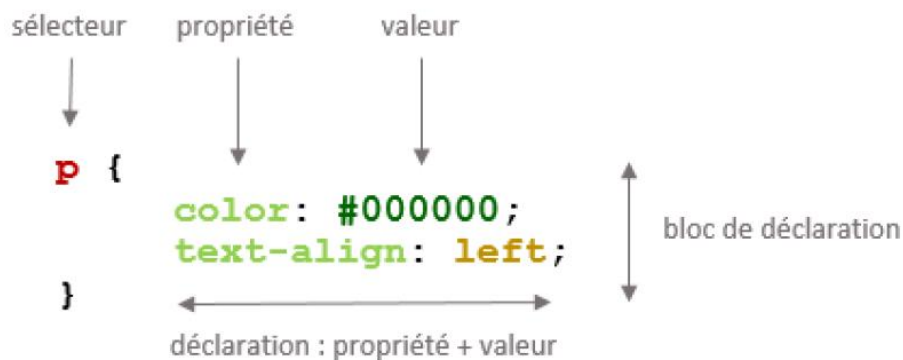 sélecteur propriété valeur
p {
color: #000000;
text-align: left;
bloc de déclaration
}
déclaration : propriété + valeur